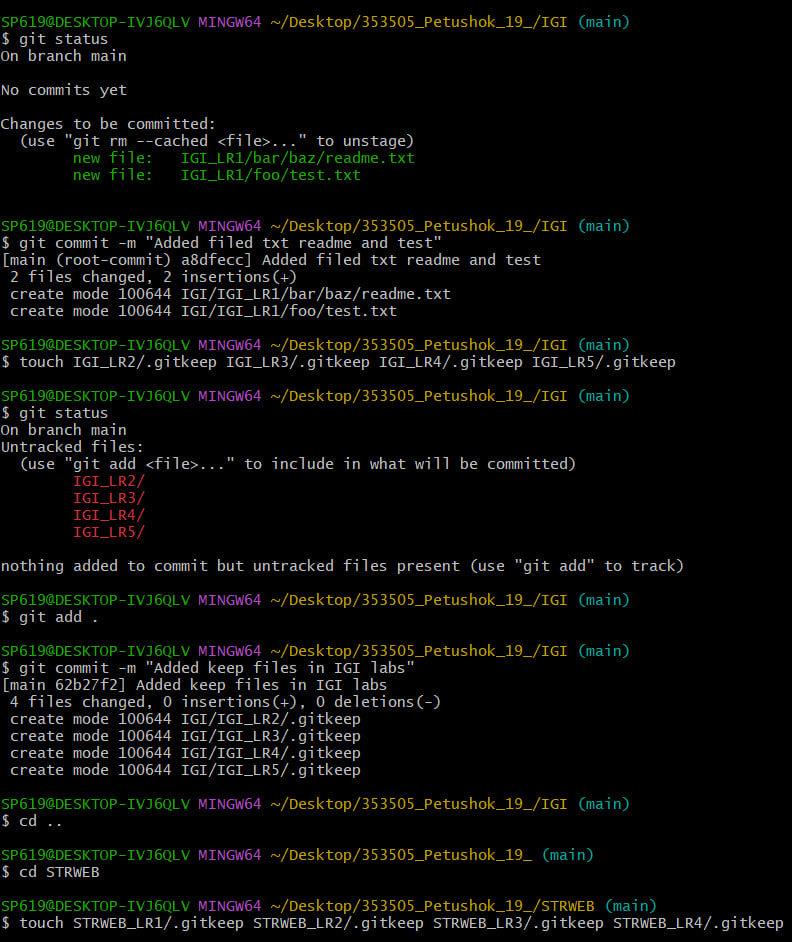 SP619@DESKTOP-IVJ6QLV MINGW64 ~/Desktop/353505_Petushok_19_/IGI (main)
$ git status
On branch main
No commits yet
Changes to be committed:
  (use "git rm --cached <file>..." to unstage)
        new file:   IGI_LR1/bar/baz/readme.txt
        new file:   IGI_LR1/foo/test.txt
SP619@DESKTOP-IVJ6QLV MINGW64 ~/Desktop/353505_Petushok_19_/IGI (main)
$ git commit -m "Added filed txt readme and test"
[main (root-commit) a8dfecc] Added filed txt readme and test
 2 files changed, 2 insertions(+)
 create mode 100644 IGI/IGI_LR1/bar/baz/readme.txt
 create mode 100644 IGI/IGI_LR1/foo/test.txt
SP619@DESKTOP-IVJ6QLV MINGW64 ~/Desktop/353505_Petushok_19_/IGI (main)
$ touch IGI_LR2/.gitkeep IGI_LR3/.gitkeep IGI_LR4/.gitkeep IGI_LR5/.gitkeep
SP619@DESKTOP-IVJ6QLV MINGW64 ~/Desktop/353505_Petushok_19_/IGI (main)
$ git status
On branch main
Untracked files:
  (use "git add <file>..." to include in what will be committed)
        IGI_LR2/
        IGI_LR3/
        IGI_LR4/
        IGI_LR5/
nothing added to commit but untracked files present (use "git add" to track)
SP619@DESKTOP-IVJ6QLV MINGW64 ~/Desktop/353505_Petushok_19_/IGI (main)
$ git add .
SP619@DESKTOP-IVJ6QLV MINGW64 ~/Desktop/353505_Petushok_19_/IGI (main)
$ git commit -m "Added keep files in IGI labs"
[main 62b27f2] Added keep files in IGI labs
 4 files changed, 0 insertions(+), 0 deletions(-)
 create mode 100644 IGI/IGI_LR2/.gitkeep
 create mode 100644 IGI/IGI_LR3/.gitkeep
 create mode 100644 IGI/IGI_LR4/.gitkeep
 create mode 100644 IGI/IGI_LR5/.gitkeep
SP619@DESKTOP-IVJ6QLV MINGW64 ~/Desktop/353505_Petushok_19_/IGI (main)
$ cd ..
SP619@DESKTOP-IVJ6QLV MINGW64 ~/Desktop/353505_Petushok_19_ (main)
$ cd STRWEB
SP619@DESKTOP-IVJ6QLV MINGW64 ~/Desktop/353505_Petushok_19_/STRWEB (main)
$ touch STRWEB_LR1/.gitkeep STRWEB_LR2/.gitkeep STRWEB_LR3/.gitkeep STRWEB_LR4/.gitkeep